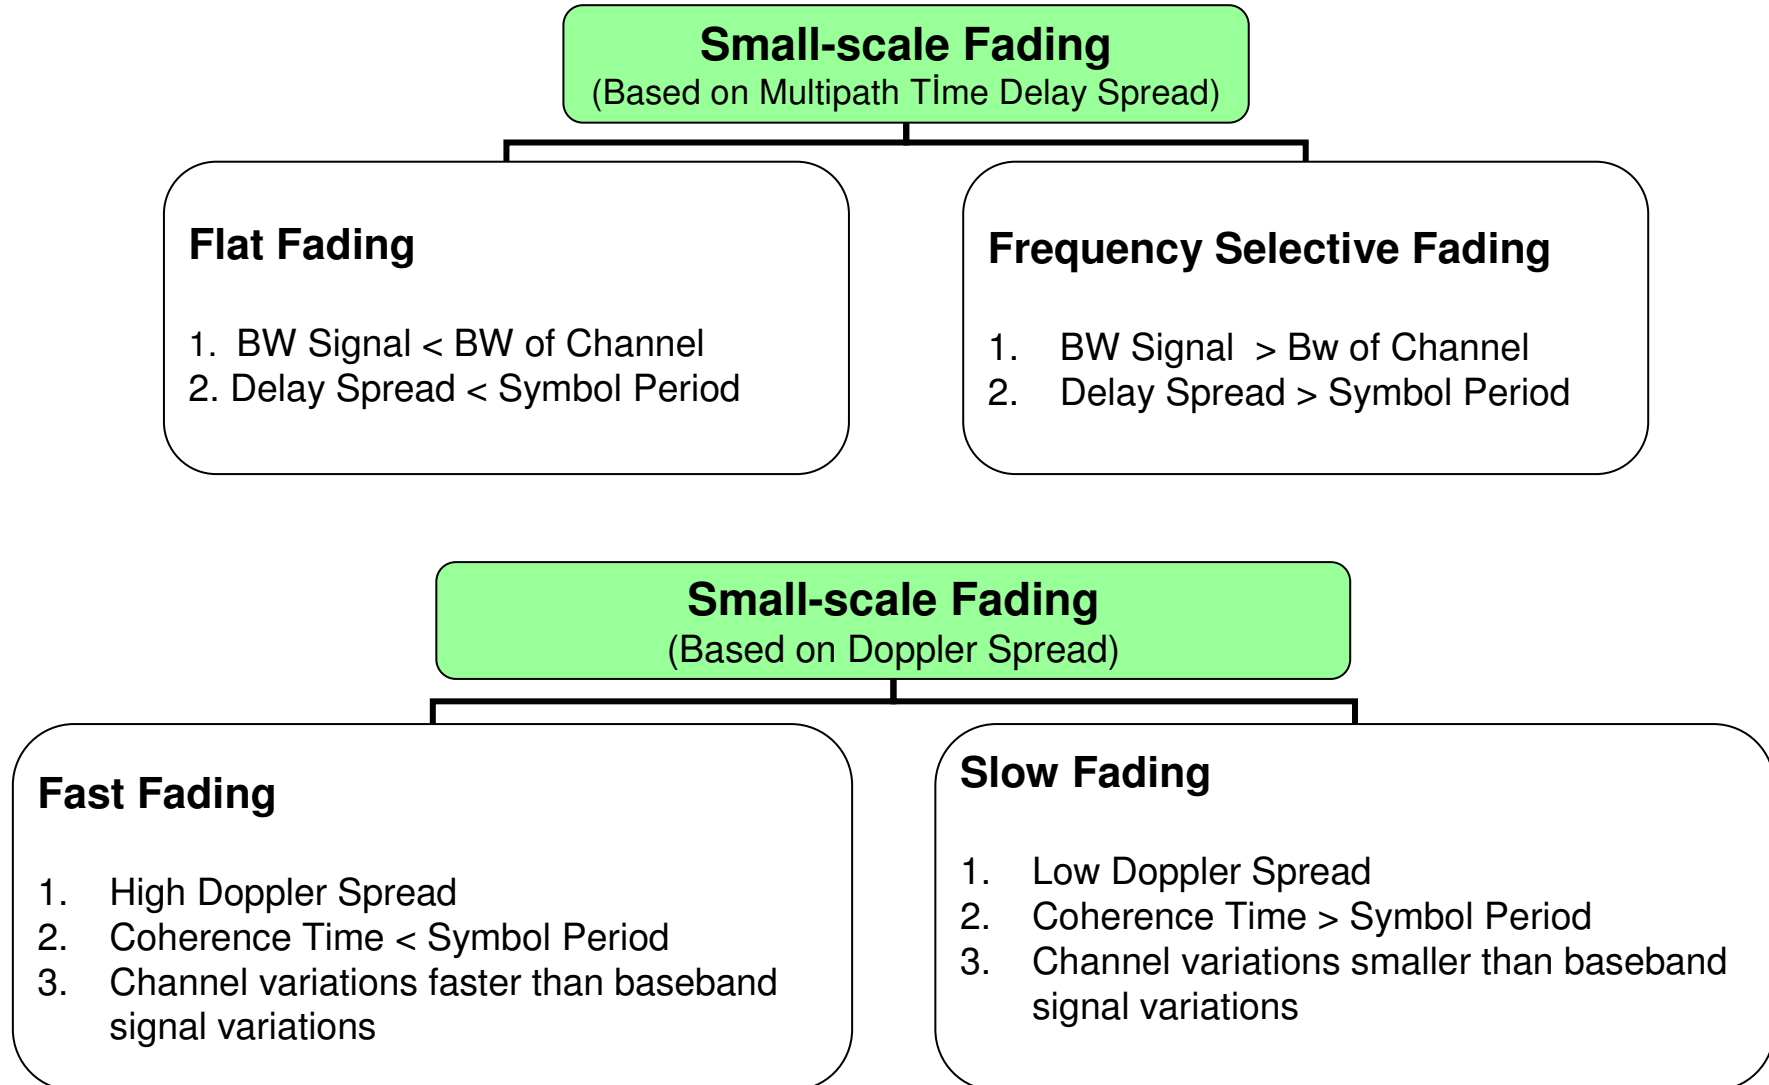 Small-scale Fading
(Based on Multipath Tİme Delay Spread)
Flat Fading
1. BW Signal < BW of Channel
2. Delay Spread < Symbol Period
Frequency Selective Fading
1. BW Signal > Bw of Channel
2. Delay Spread > Symbol Period
Small-scale Fading
(Based on Doppler Spread)
Fast Fading
1. High Doppler Spread
2. Coherence Time < Symbol Period
3. Channel variations faster than baseband
signal variations
Slow Fading
1. Low Doppler Spread
2. Coherence Time > Symbol Period
3. Channel variations smaller than baseband
signal variations